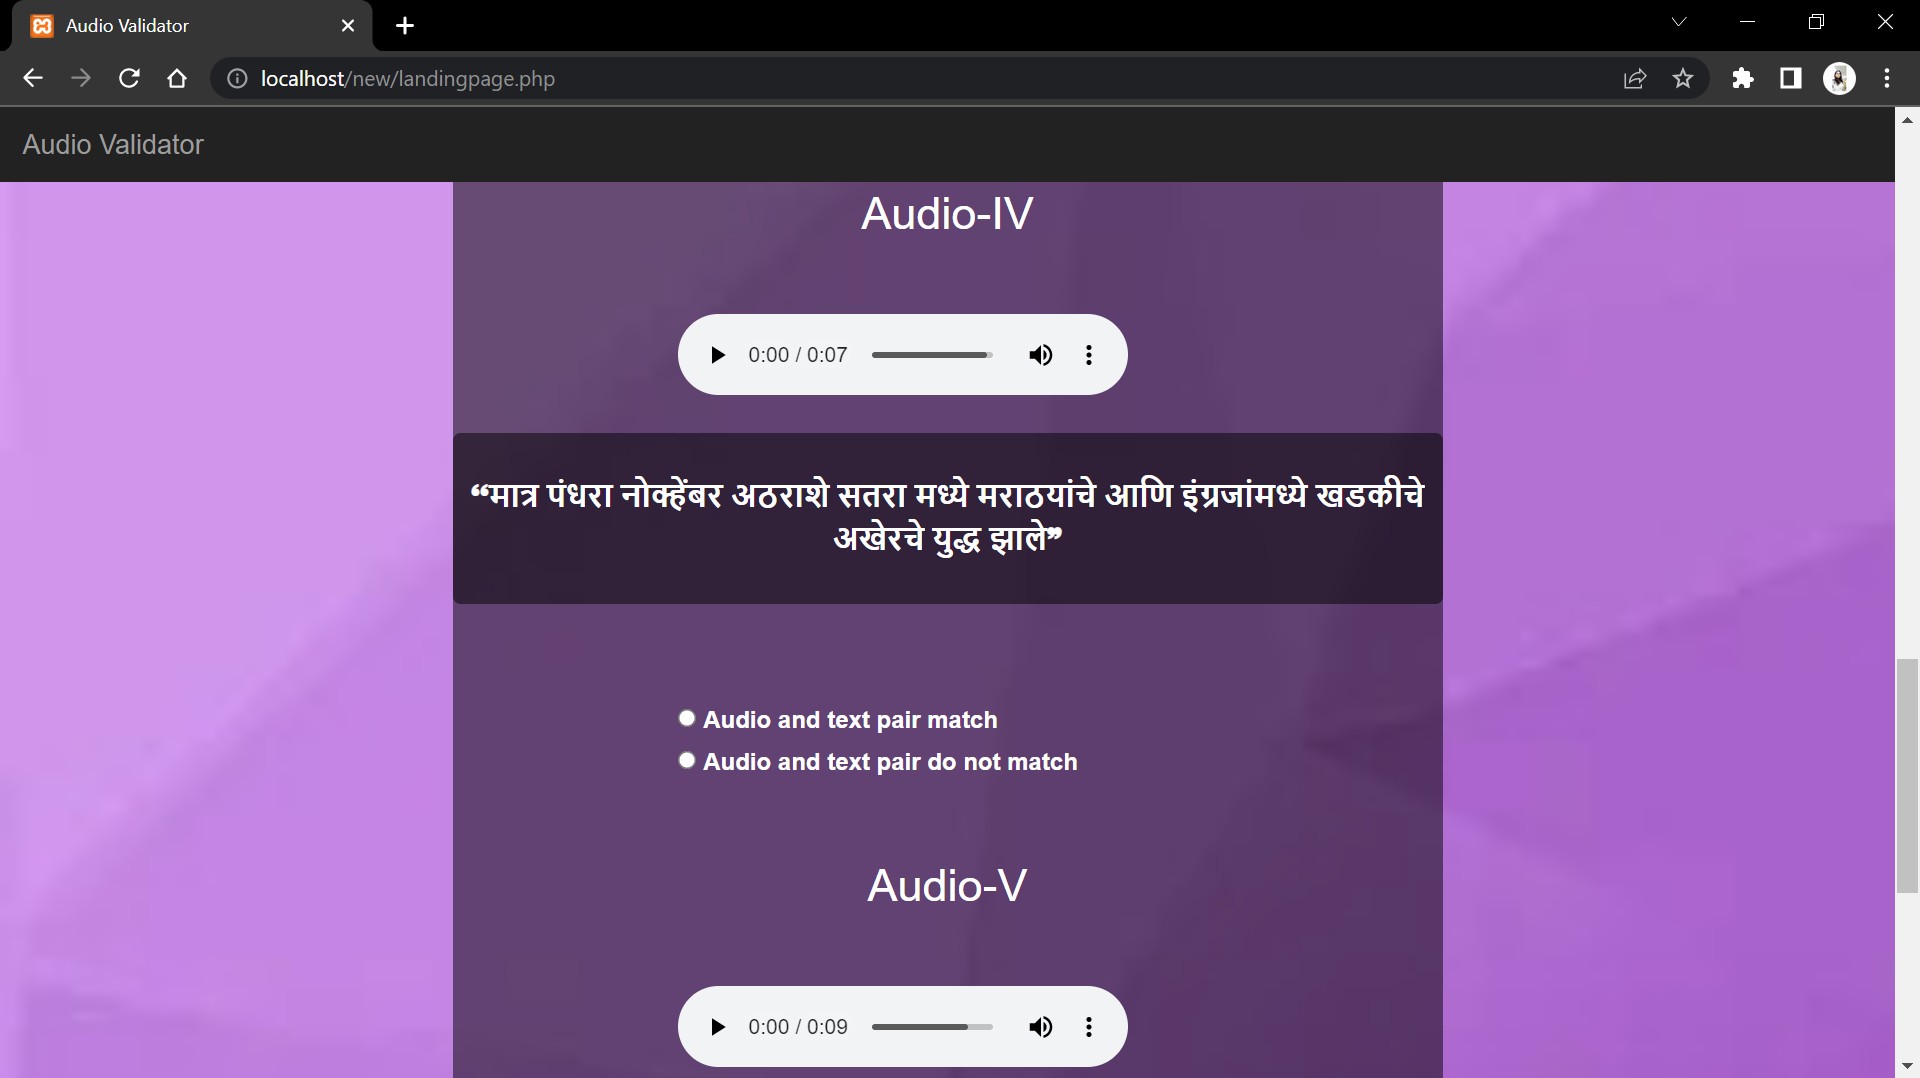 Audio Validator
localhost/new/landingpage.php
Audio Validator
Audio-IV
0:00 / 0:07
“मात्र पंधरा नोक्हेंबर अठराशे सतरा मध्ये मराठयांचे आणि इंग्रजांमध्ये खडकीचे
अखेरचे युद्ध झाले”
Audio and text pair match
Audio and text pair do not match
Audio-V
0:00 / 0:09